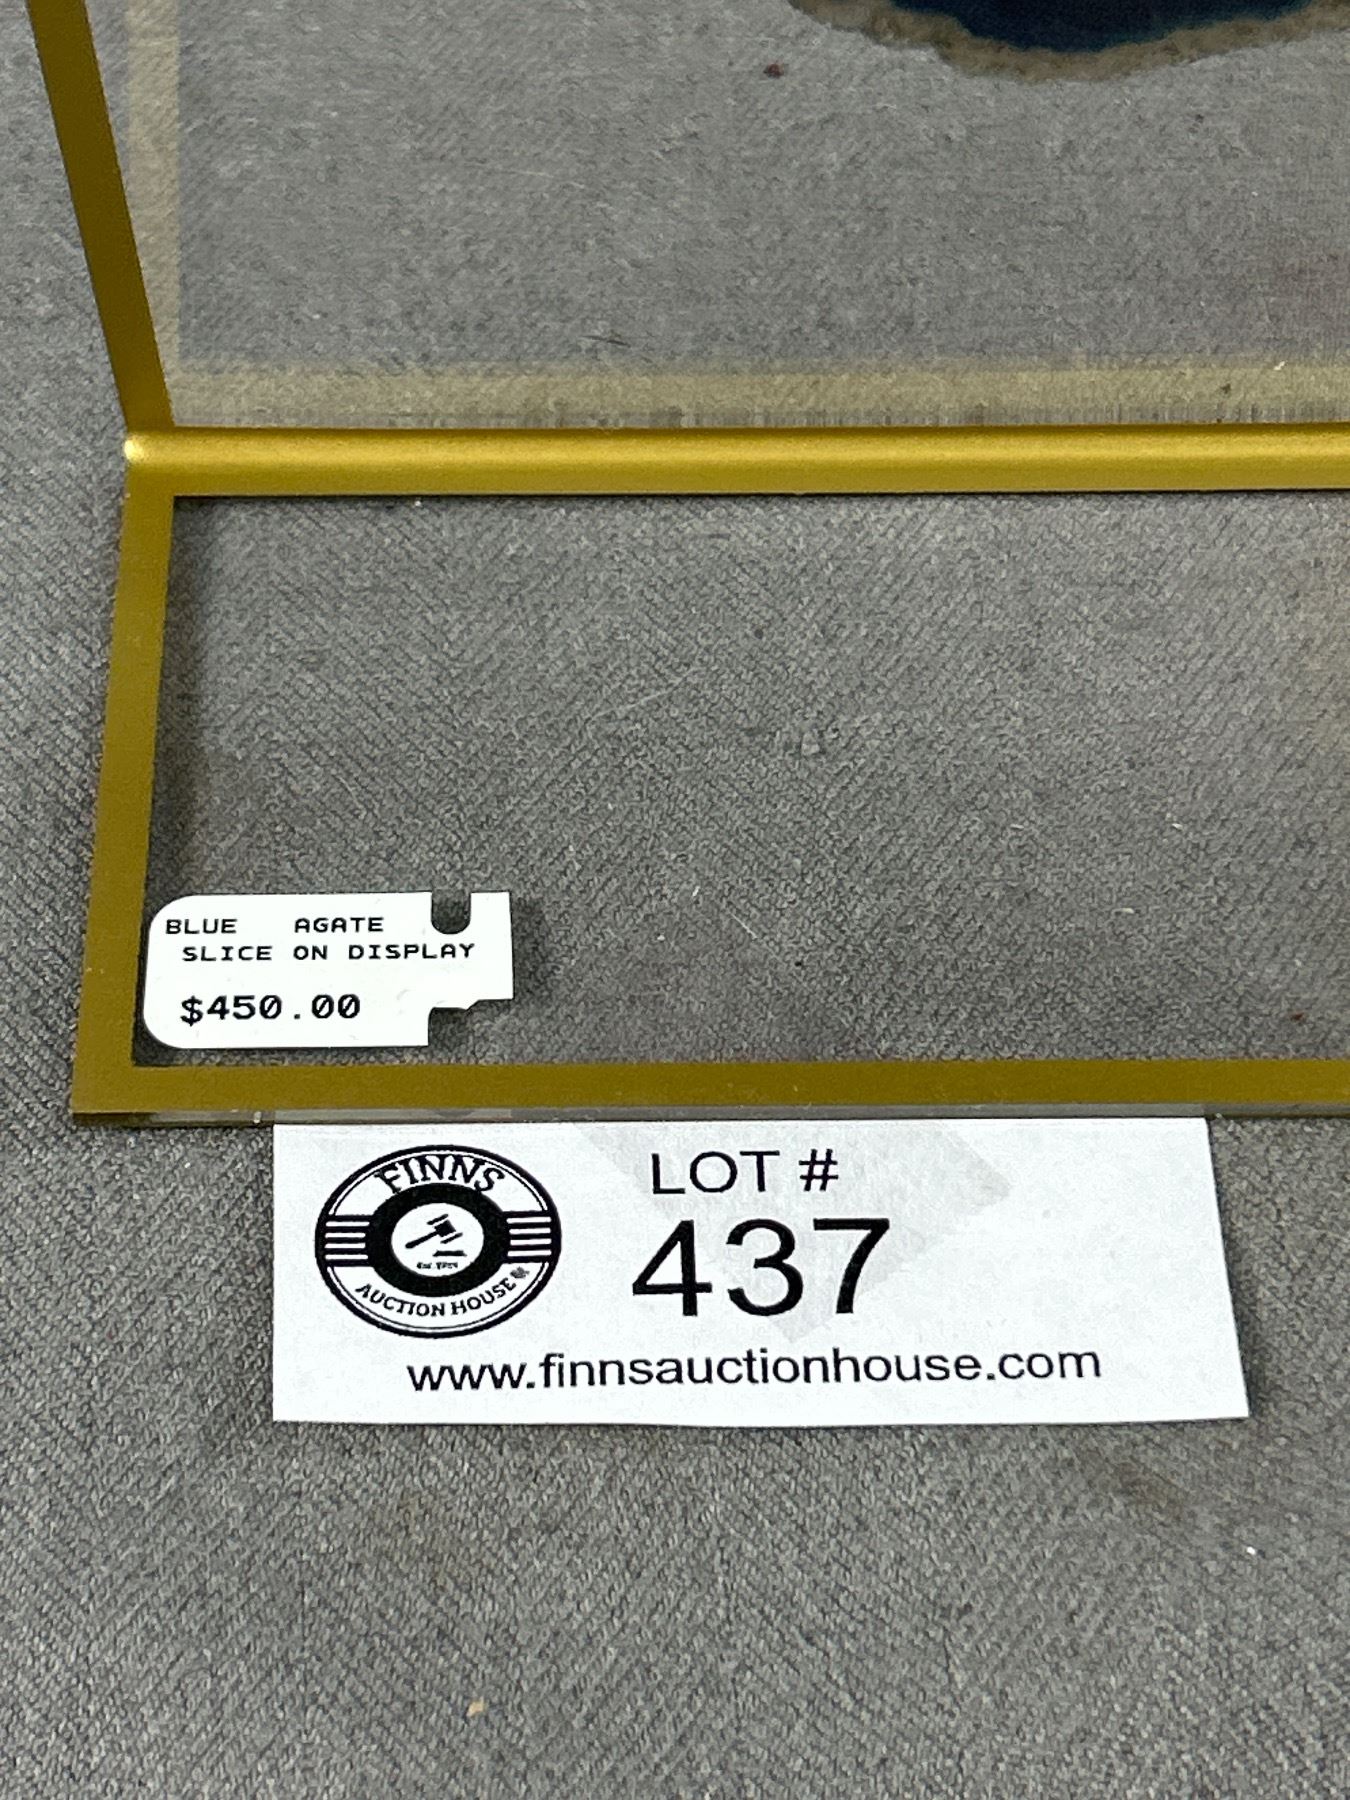 BLUE AGATE
SLICE ON DISPLAY
$450.00
FINNS
AUCTION HOUSE
LOT #
437
www.finnsauctionhouse.com